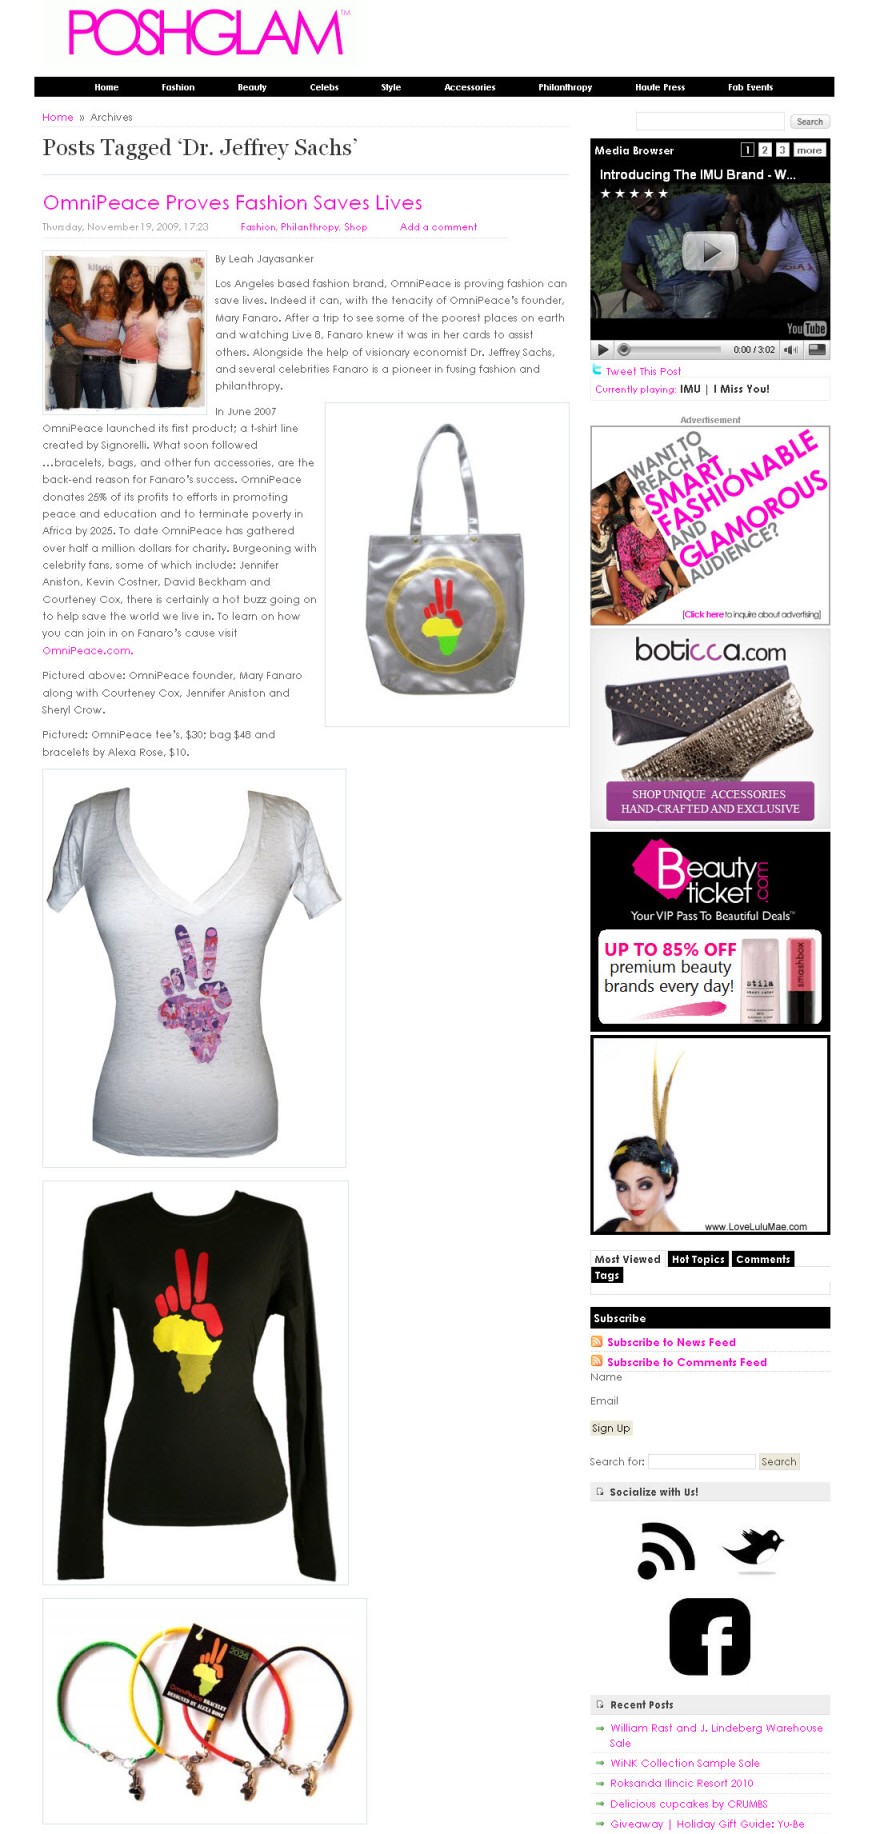 POSHGLAM™
Home Fashion Beauty Celebs Style Accessories Philanthropy Haute Press Fab Events
Home » Archives
Posts Tagged ‘Dr. Jeffrey Sachs’
OmniPeace Proves Fashion Saves Lives
Thursday, November 19, 2009, 17:23 Fashion, Philanthropy, Shop Add a comment
By Leah Jayasanker
Los Angeles based fashion brand, OmniPeace is proving fashion can
save lives. Indeed it can, with the tenacity of OmniPeace’s founder,
Mary Fanaro. After a trip to see some of the poorest places on earth
and watching Live 8, Fanaro knew it was in her cards to assist
others. Alongside the help of visionary economist Dr. Jeffrey Sachs,
and several celebrities Fanaro is a pioneer in fusing fashion and
philanthropy.
In June 2007
OmniPeace launched its first product; a t-shirt line
created by Signorelli. What soon followed
…bracelets, bags, and other fun accessories, are the
back-end reason for Fanaro’s success. OmniPeace
donates 25% of its profits to efforts in promoting
peace and education and to terminate poverty in
Africa by 2025. To date OmniPeace has gathered
over half a million dollars for charity. Burgeoning with
celebrity fans, some of which include: Jennifer
Aniston, Kevin Costner, David Beckham and
Courteney Cox, there is certainly a hot buzz going on
to help save the world we live in. To learn on how
you can join in on Fanaro’s cause visit
OmniPeace.com.
Pictured above: OmniPeace founder, Mary Fanaro
along with Courteney Cox, Jennifer Aniston and
Sheryl Crow.
Pictured: OmniPeace tee’s, $30; bag $48 and
bracelets by Alexa Rose, $10.
2025
OmniPeace BRACELET
DESIGNED BY ALEXA ROSE
Search
Media Browser 1 2 3 more
Introducing The IMU Brand - W...
YouTube
0:00 / 3:02
Tweet This Post
Currently playing: IMU | I Miss You!
Advertisement
WANT TO
REACH A
SMART,
FASHIONABLE
AND
GLAMOROUS
AUDIENCE?
[Click here to inquire about advertising]
boticca.com
SHOP UNIQUE ACCESSORIES
HAND-CRAFTED AND EXCLUSIVE
Beauty
ticket.com
Your VIP Pass To Beautiful Deals™
UP TO 85% OFF
premium beauty
brands every day!
stila
smashbox
www.LoveLuluMae.com
Most Viewed Hot Topics Comments
Tags
Subscribe
Subscribe to News Feed
Subscribe to Comments Feed
Name
Email
Sign Up
Search for: Search
Socialize with Us!
Recent Posts
William Rast and J. Lindeberg Warehouse
Sale
WiNK Collection Sample Sale
Roksanda Ilincic Resort 2010
Delicious cupcakes by CRUMBS
Giveaway | Holiday Gift Guide: Yu-Be